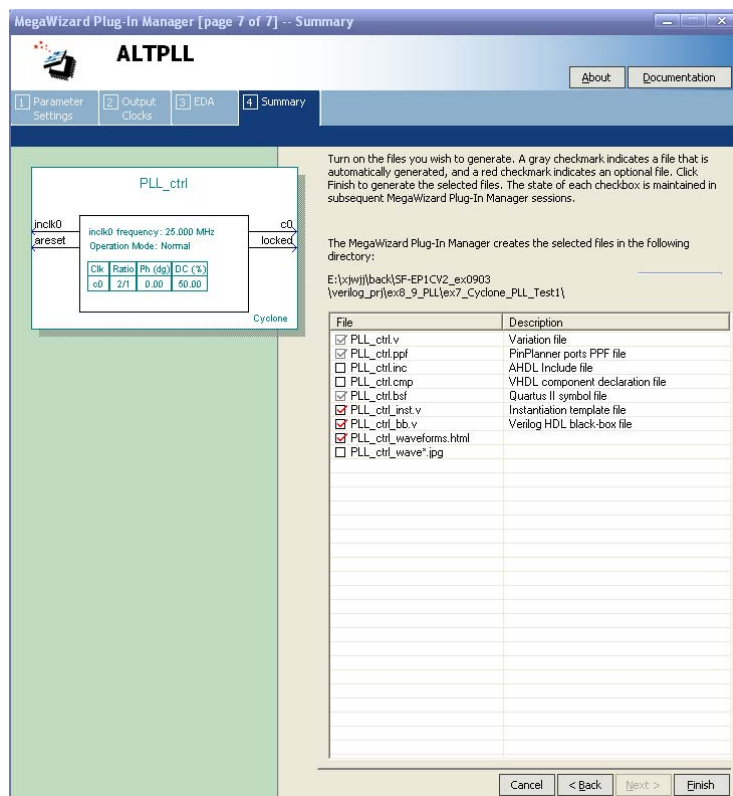 MegaWizard Plug-In Manager [page 7 of 7] -- Summary
ALTPLL
About
Documentation
1 Parameter Settings
2 Output Clocks
3 EDA
4 Summary
PLL_ctrl
inclk0
areset
inclk0 frequency: 25.000 MHz
Operation Mode: Normal
Clk Ratio Ph (dg) DC (%)
c0 2/1 0.00 50.00
c0
locked
Cyclone
Turn on the files you wish to generate. A gray checkmark indicates a file that is
automatically generated, and a red checkmark indicates an optional file. Click
Finish to generate the selected files. The state of each checkbox is maintained in
subsequent MegaWizard Plug-In Manager sessions.
The MegaWizard Plug-In Manager creates the selected files in the following
directory:
E:\xjwjj\back\SF-EP1CV2_ex0903
\verilog_prj\ex8_9_PLL\ex7_Cyclone_PLL_Test1\
File Description
PLL_ctrl.v Variation file
PLL_ctrl.ppf PinPlanner ports PPF file
PLL_ctrl.inc AHDL Include file
PLL_ctrl.cmp VHDL component declaration file
PLL_ctrl.bsf Quartus II symbol file
PLL_ctrl_inst.v Instantiation template file
PLL_ctrl_bb.v Verilog HDL black-box file
PLL_ctrl_waveforms.html
PLL_ctrl_wave*.jpg
Cancel < Back Next > Finish